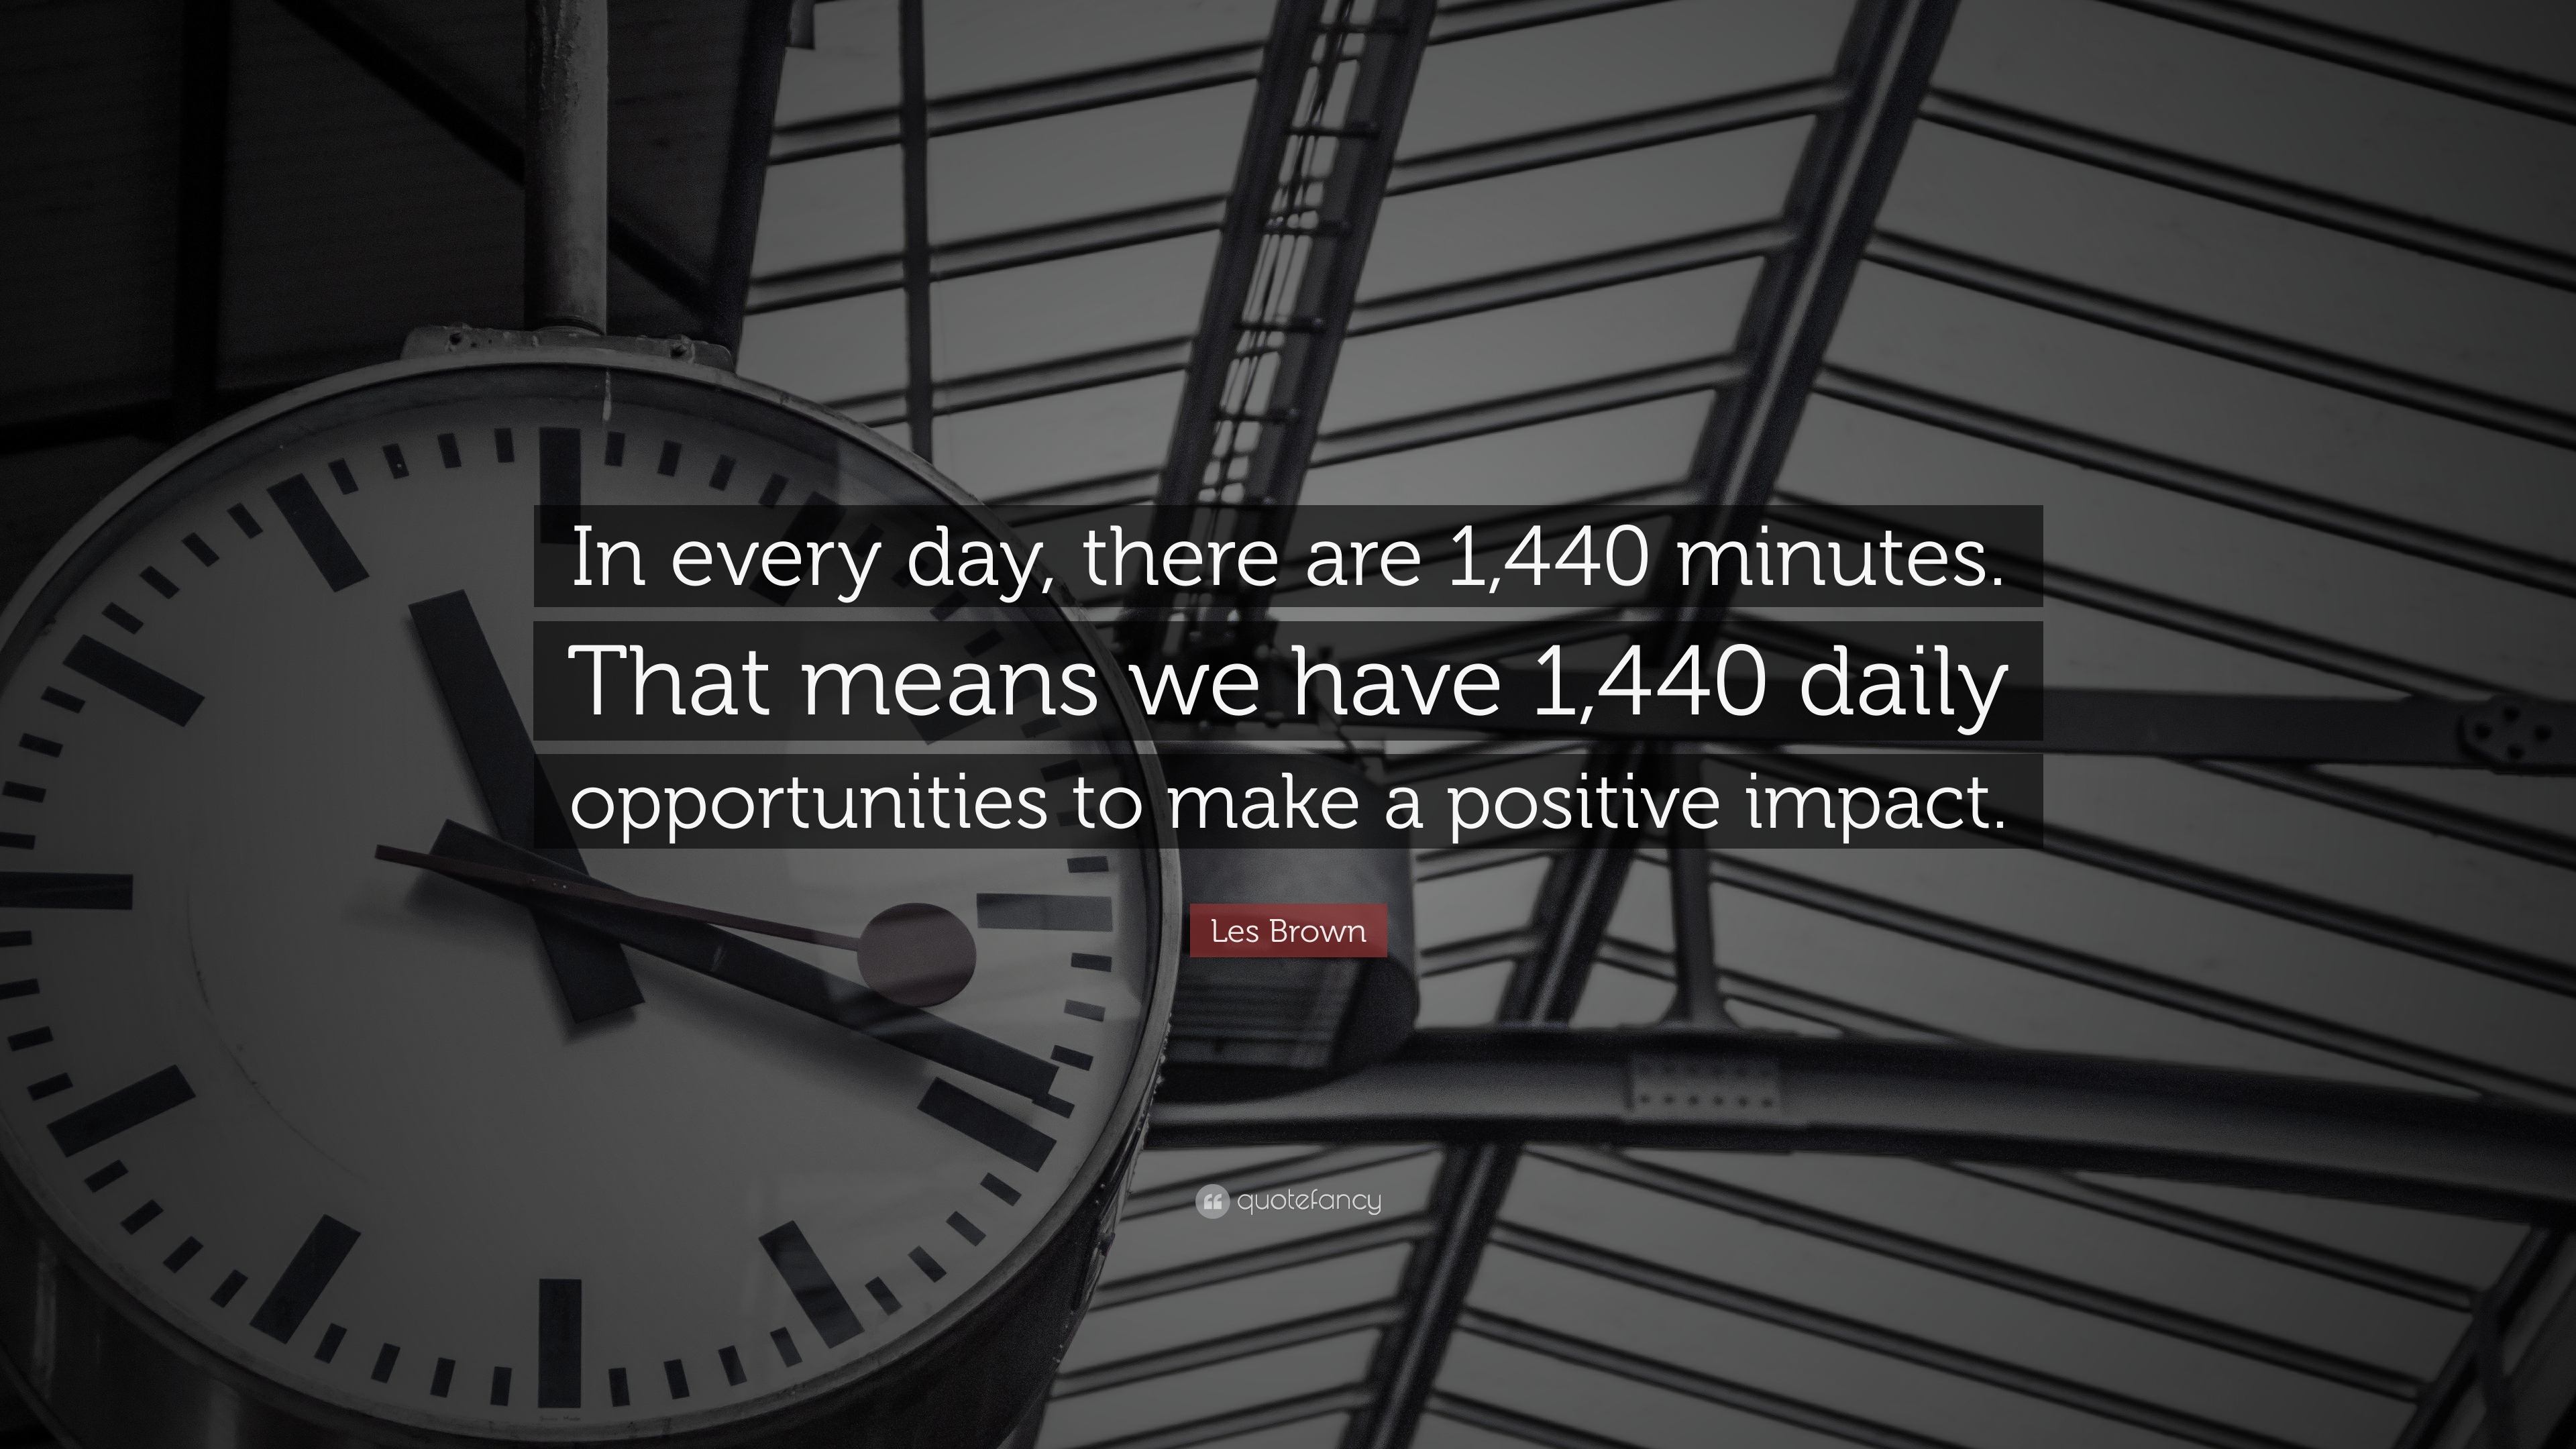 In every day, there are 1,440 minutes.
That means we have 1,440 daily
opportunities to make a positive impact.
Les Brown
quotefancy